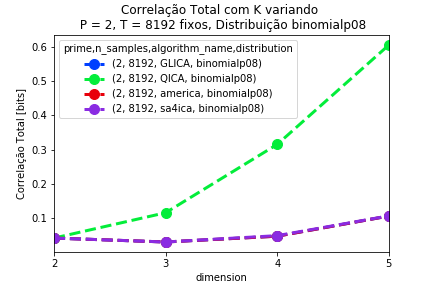 Correlação Total com K variando
P = 2, T = 8192 fixos, Distribuição binomialp08
prime,n_samples,algorithm_name,distribution
(2, 8192, GLICA, binomialp08)
(2, 8192, QICA, binomialp08)
(2, 8192, america, binomialp08)
(2, 8192, sa4ica, binomialp08)
Correlação Total [bits]
0.6
0.5
0.4
0.3
0.2
0.1
2
3
4
5
dimension